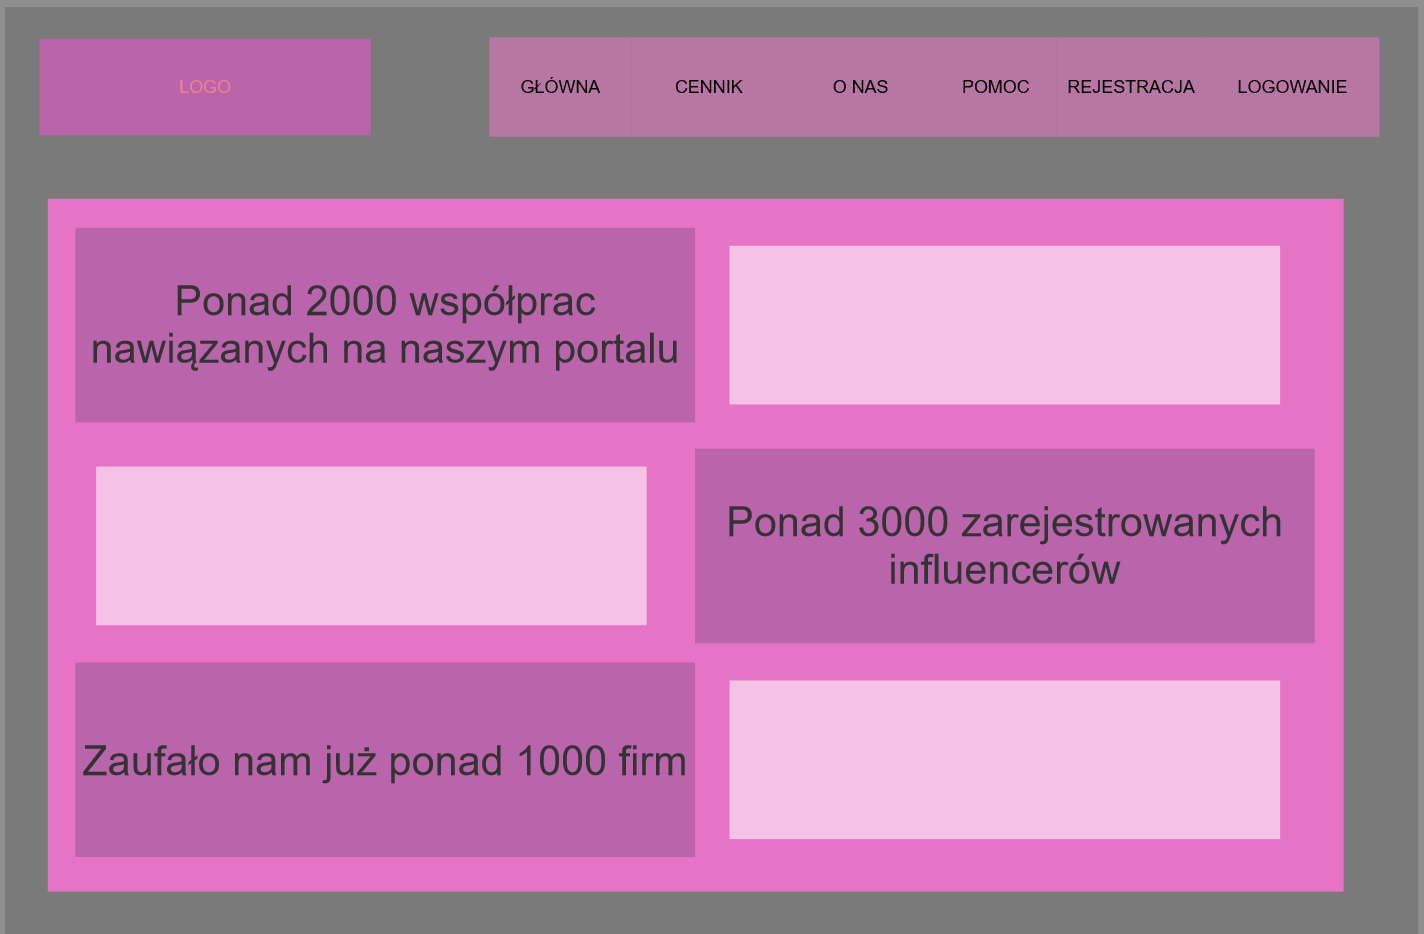 LOGO
GŁÓWNA CENNIK O NAS POMOC REJESTRACJA LOGOWANIE
Ponad 2000 współprac
nawiązanych na naszym portalu
Ponad 3000 zarejestrowanych
influencerów
Zaufało nam już ponad 1000 firm